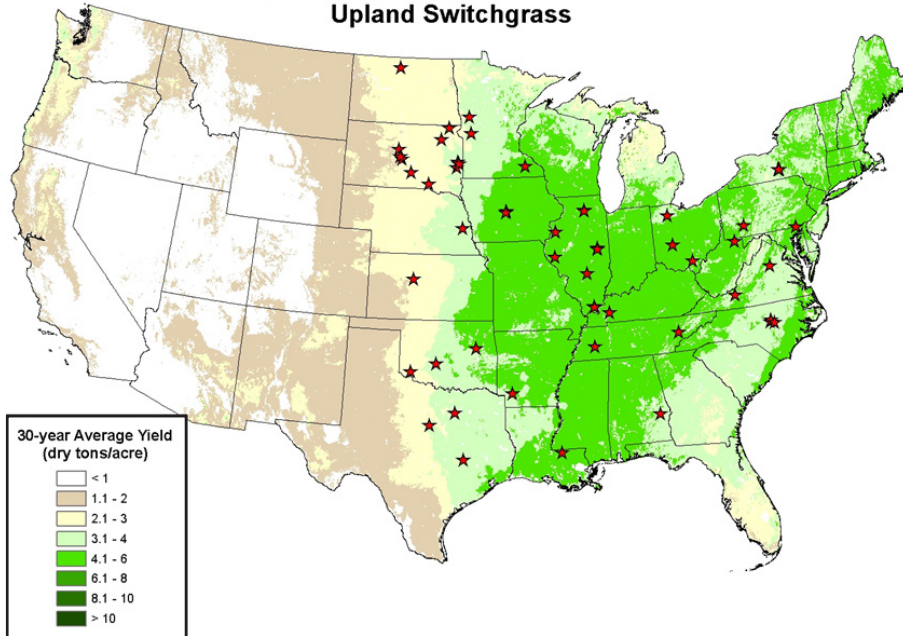 Upland Switchgrass
30-year Average Yield
(dry tons/acre)
< 1
1.1 - 2
2.1 - 3
3.1 - 4
4.1 - 6
6.1 - 8
8.1 - 10
> 10